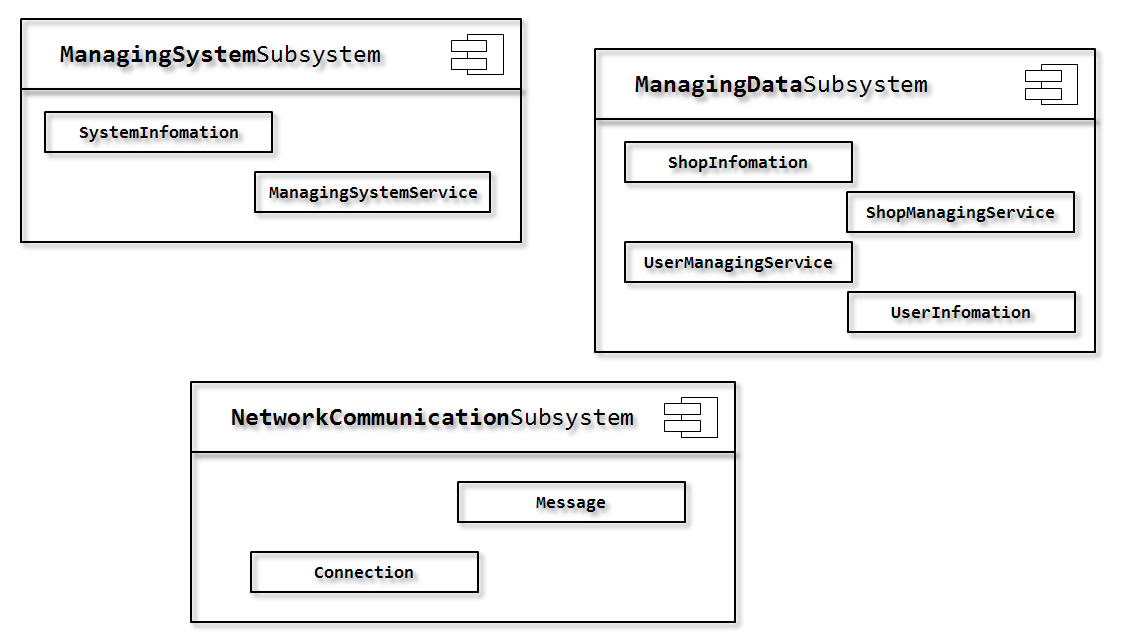 ManagingSystemSubsystem
SystemInfomation
ManagingSystemService
ManagingDataSubsystem
ShopInfomation
ShopManagingService
UserManagingService
UserInfomation
NetworkCommunicationSubsystem
Message
Connection